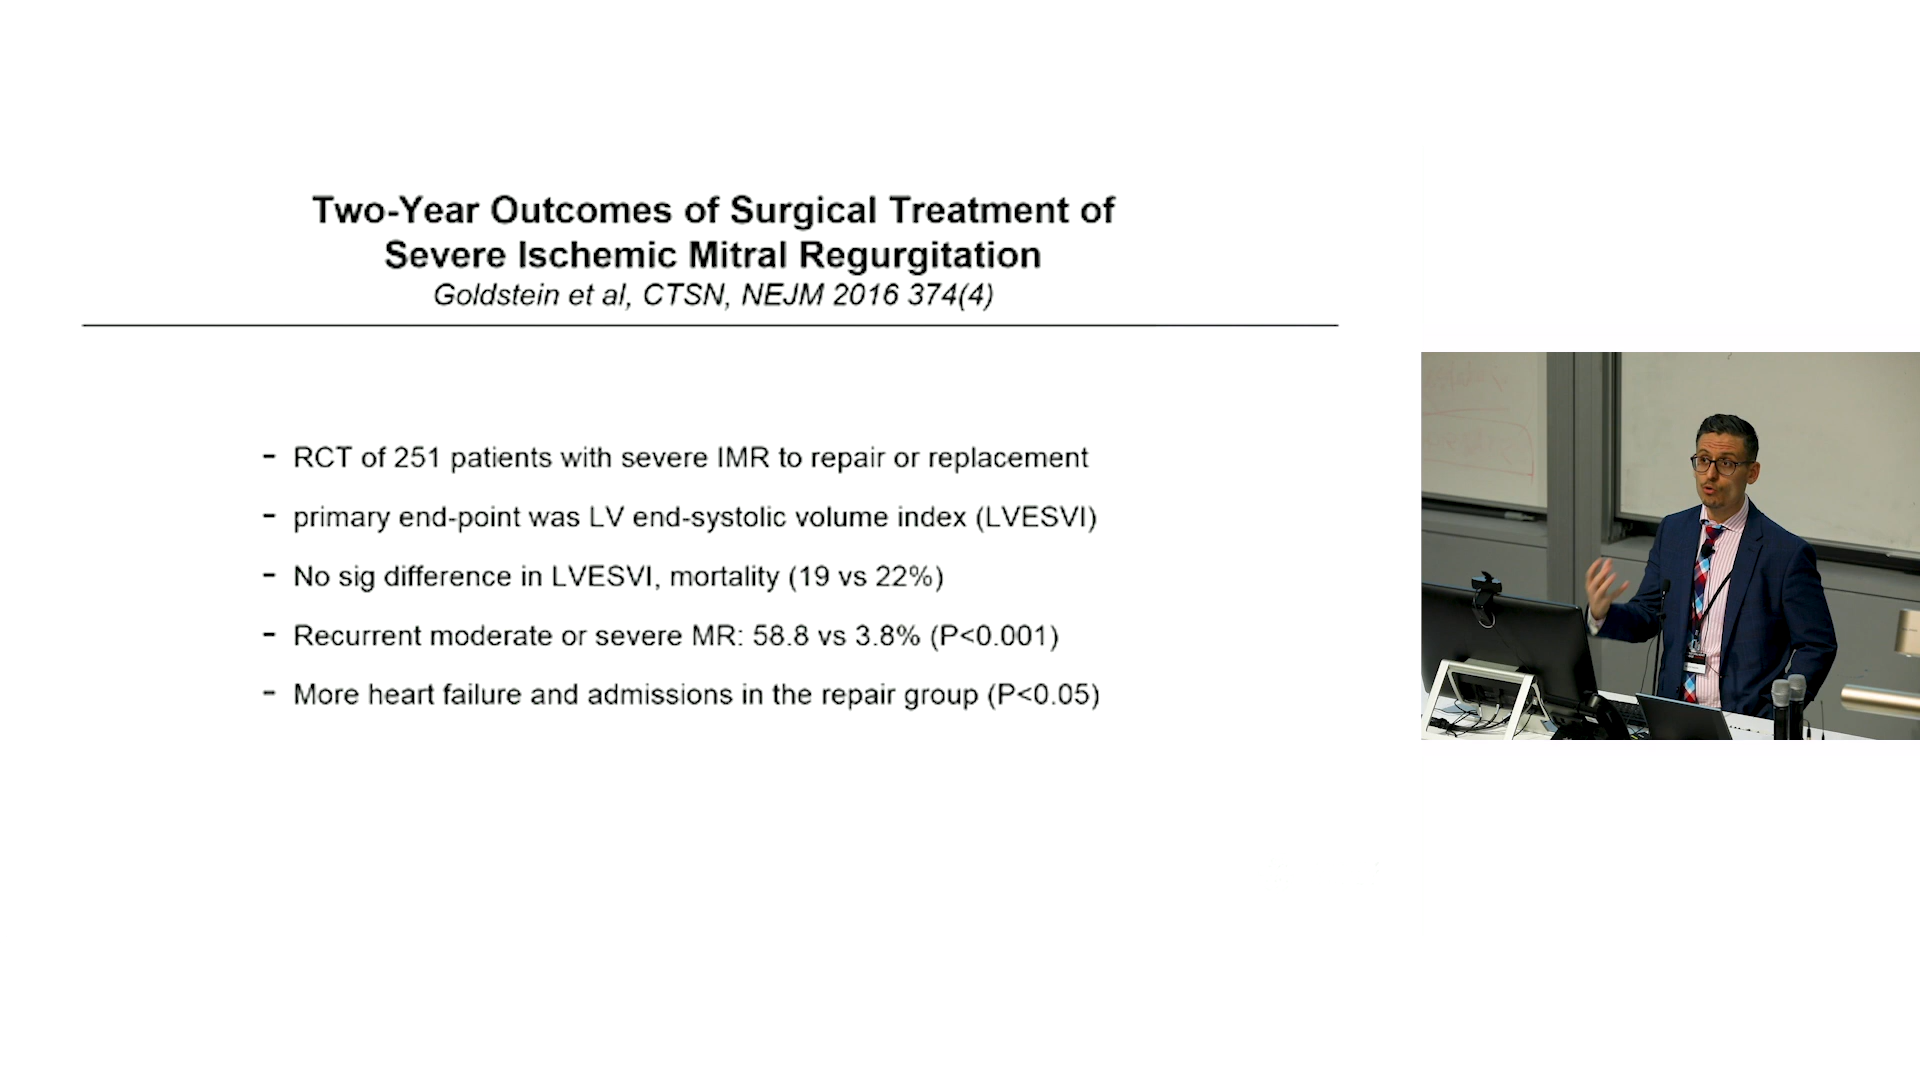 Two-Year Outcomes of Surgical Treatment of
Severe Ischemic Mitral Regurgitation
Goldstein et al, CTSN, NEJM 2016 374(4)
- RCT of 251 patients with severe IMR to repair or replacement
- primary end-point was LV end-systolic volume index (LVESVI)
- No sig difference in LVESVI, mortality (19 vs 22%)
- Recurrent moderate or severe MR: 58.8 vs 3.8% (P<0.001)
- More heart failure and admissions in the repair group (P<0.05)